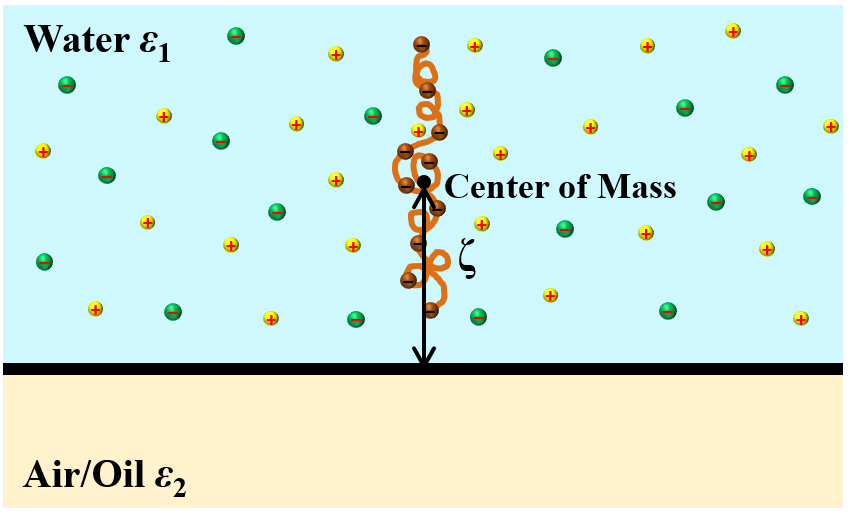 Water ε₁
Center of Mass
ζ
Air/Oil ε₂